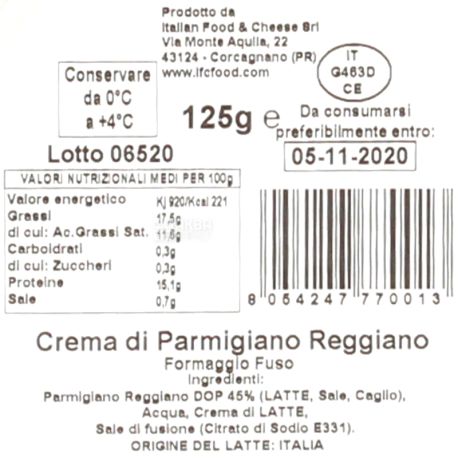 Prodotto da
Italian Food & Cheese Srl
Via Monte Aquila, 22
43124 - Corcagnano (PR)
www.ifcfood.com
IT
G463D
CE
Conservare
da 0°C
a +4°C
125g e
Da consumarsi
preferibilmente entro:
05-11-2020
Lotto 06520
VALORI NUTRIZIONALI MEDI PER 100g
Valore energetico Kj 920/Kcal 221
Grassi 17,5g
di cui: Ac.Grassi Sat. 11,6g
Carboidrati 0,3g
di cui: Zuccheri 0,3g
Proteine 15,1g
Sale 0,7g
8 054247 770013
Crema di Parmigiano Reggiano
Formaggio Fuso
Ingredienti:
Parmigiano Reggiano DOP 45% (LATTE, Sale, Caglio),
Acqua, Crema di LATTE,
Sale di fusione (Citrato di Sodio E331).
ORIGINE DEL LATTE: ITALIA